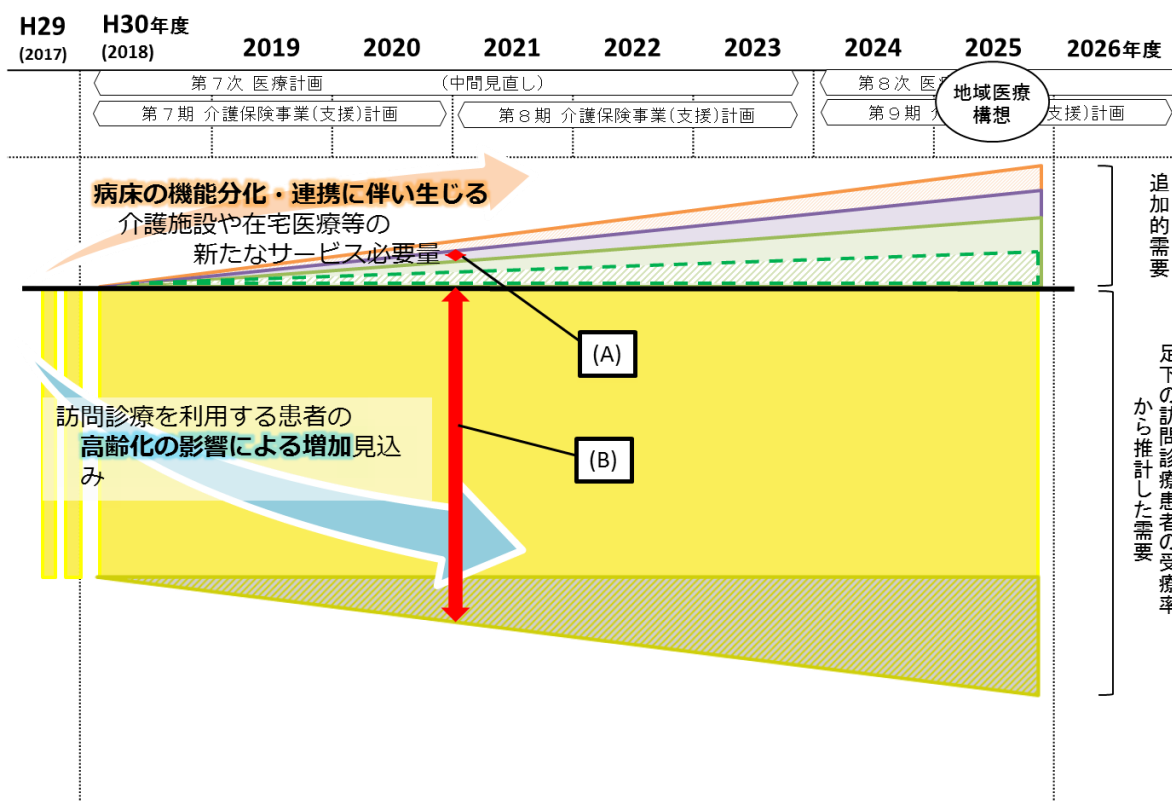 H29
(2017)
H30年度
(2018)
2019
2020
2021
2022
2023
2024
2025
2026年度
第7次 医療計画
(中間見直し)
第8次 医
第7期 介護保険事業(支援)計画
第8期 介護保険事業(支援)計画
第9期
支援)計画
地域医療
構想
病床の機能分化・連携に伴い生じる
介護施設や在宅医療等の
新たなサービス必要量
(A)
訪問診療を利用する患者の
高齢化の影響による増加見込
み
(B)
追加的需要
足下の訪問診療患者の受療率
から推計した需要